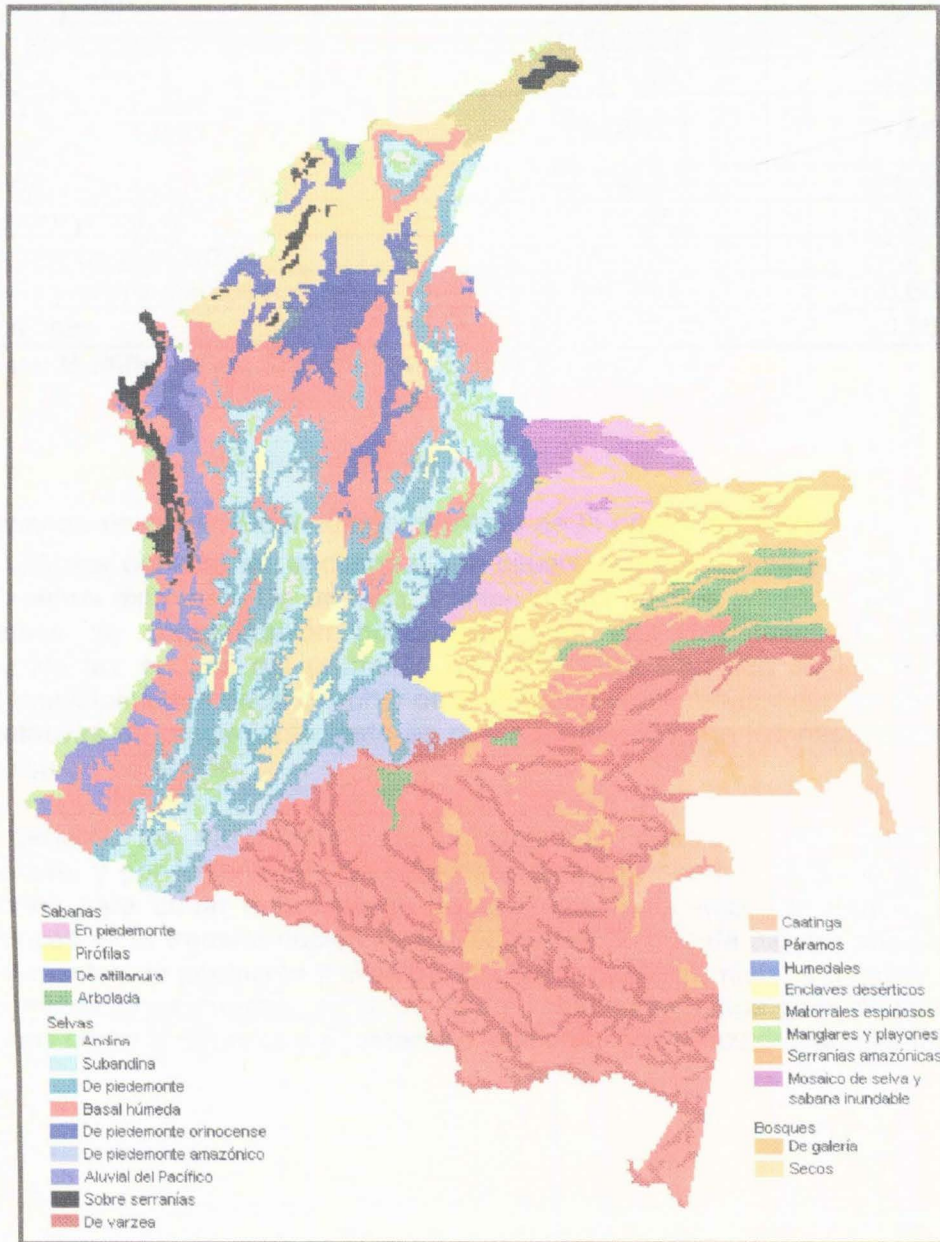 Sabanas
En piedemonte
Pirófilas
De altillanura
Arbolada
Selvas
Andina
Subandina
De piedemonte
Basal húmeda
De piedemonte orinocense
De piedemonte amazónico
Aluvial del Pacífico
Sobre serranías
De varzea
Caatinga
Páramos
Humedales
Enclaves desérticos
Matorrales espinosos
Manglares y playones
Serranías amazónicas
Mosaico de selva y
sabana inundable
Bosques
De galería
Secos